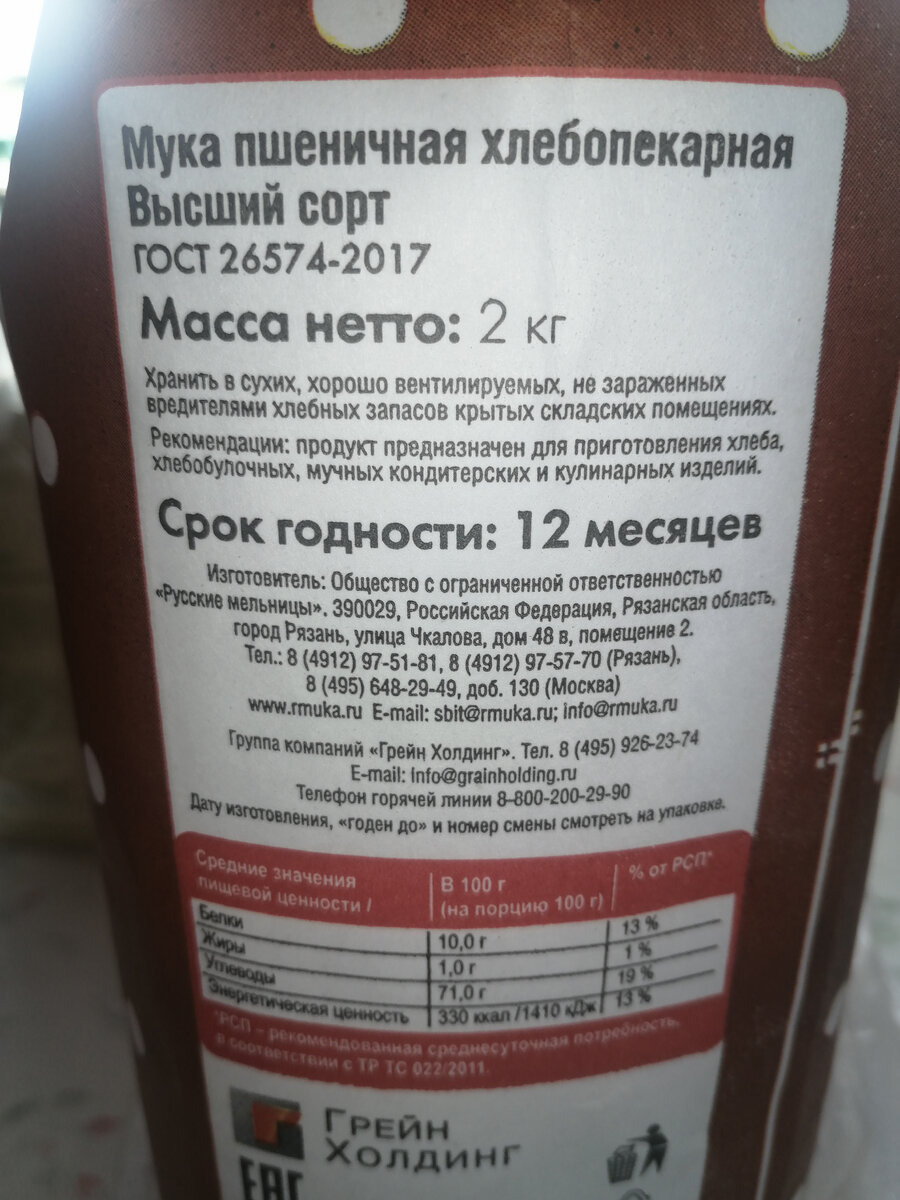 Мука пшеничная хлебопекарная
Высший сорт
ГОСТ 26574-2017
Масса нетто: 2 кг
Хранить в сухих, хорошо вентилируемых, не зараженных
вредителями хлебных запасов крытых складских помещениях.
Рекомендации: продукт предназначен для приготовления хлеба,
хлебобулочных, мучных кондитерских и кулинарных изделий.
Срок годности: 12 месяцев
Изготовитель: Общество с ограниченной ответственностью
«Русские мельницы». 390029, Российская Федерация, Рязанская область,
город Рязань, улица Чкалова, дом 48 в, помещение 2.
Тел.: 8 (4912) 97-51-81, 8 (4912) 97-57-70 (Рязань),
8 (495) 648-29-49, доб. 130 (Москва)
www.rmuka.ru E-mail: sbit@rmuka.ru; info@rmuka.ru
Группа компаний «Грейн Холдинг». Тел. 8 (495) 926-23-74
E-mail: info@grainholding.ru
Телефон горячей линии 8-800-200-29-90
Дату изготовления, «годен до» и номер смены смотреть на упаковке.
Средние значения пищевой ценности / В 100 г (на порцию 100 г) % от РСП*
Белки 10,0 г 13 %
Жиры 1,0 г 1 %
Углеводы 71,0 г 19 %
Энергетическая ценность 330 ккал /1410 кДж 13 %
*РСП – рекомендованная среднесуточная потребность,
в соответствии с ТР ТС 022/2011.
Грейн
Холдинг
EAC